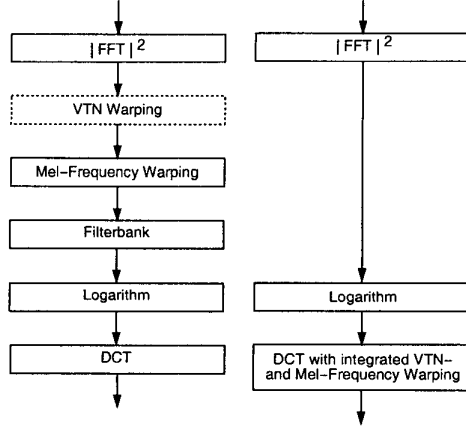 |FFT|²
VTN Warping
Mel-Frequency Warping
Filterbank
Logarithm
DCT
|FFT|²
Logarithm
DCT with integrated VTN-
and Mel-Frequency Warping